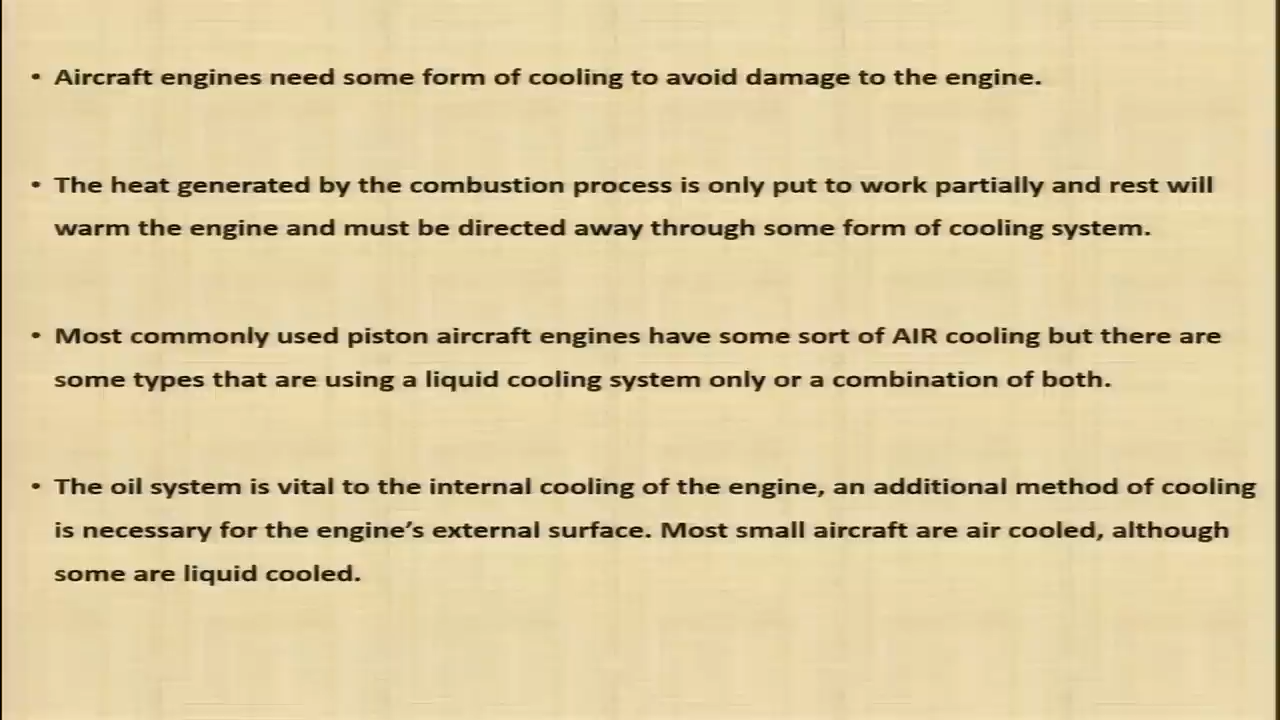 • Aircraft engines need some form of cooling to avoid damage to the engine.
• The heat generated by the combustion process is only put to work partially and rest will
warm the engine and must be directed away through some form of cooling system.
• Most commonly used piston aircraft engines have some sort of AIR cooling but there are
some types that are using a liquid cooling system only or a combination of both.
• The oil system is vital to the internal cooling of the engine, an additional method of cooling
is necessary for the engine’s external surface. Most small aircraft are air cooled, although
some are liquid cooled.